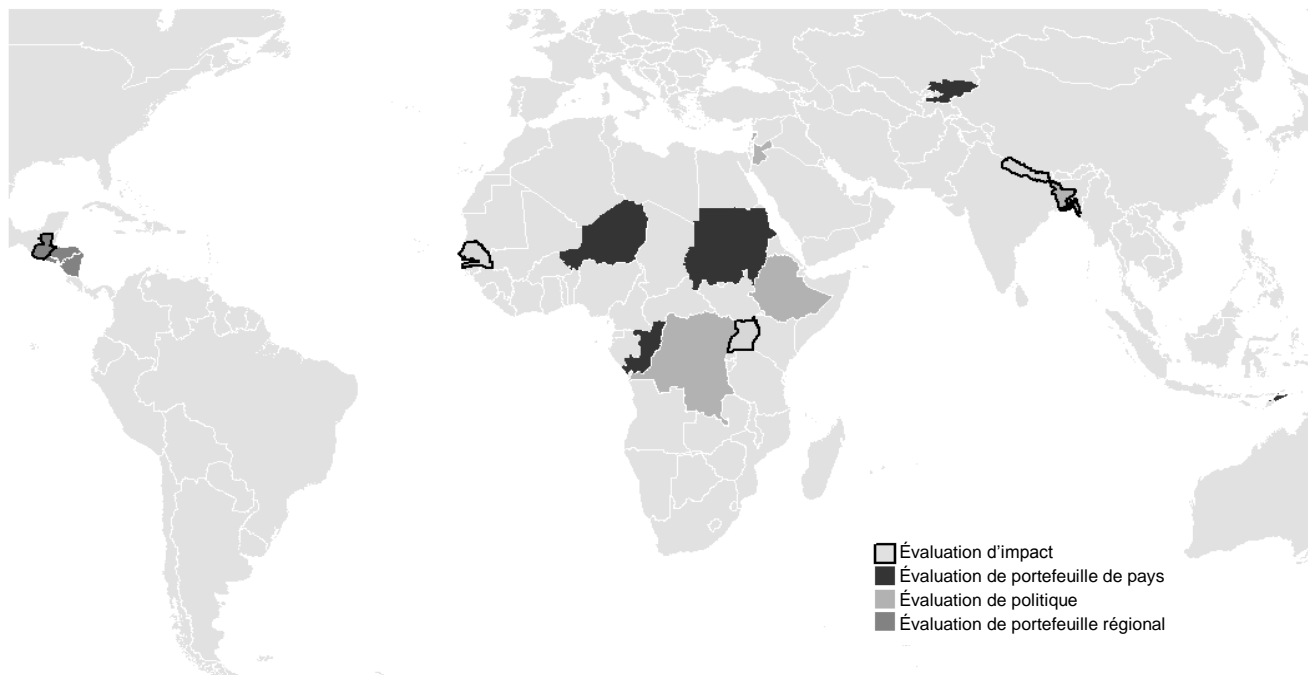 Évaluation d’impact
Évaluation de portefeuille de pays
Évaluation de politique
Évaluation de portefeuille régional